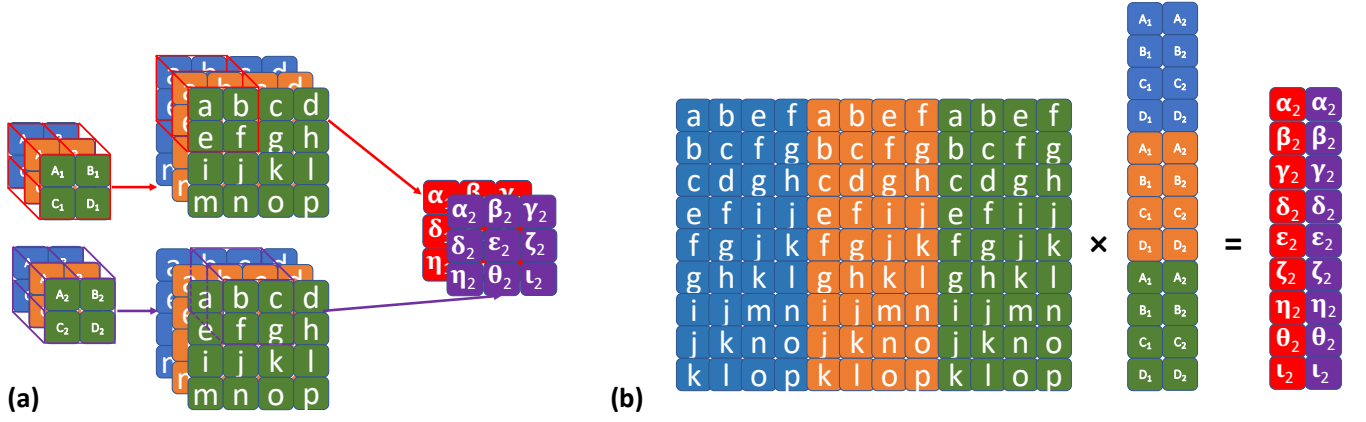 A₁ B₁
C₁ D₁
a b c d
e f g h
i j k l
m n o p
A₂ B₂
C₂ D₂
a b c d
e f g h
i j k l
m n o p
α₂ β₂ γ₂
δ₂ ε₂ ζ₂
η₂ θ₂ ι₂
(a)
a b e f a b e f a b e f
b c f g b c f g b c f g
c d g h c d g h c d g h
e f i j e f i j e f i j
f g j k f g j k f g j k
g h k l g h k l g h k l
i j m n i j m n i j m n
j k n o j k n o j k n o
k l o p k l o p k l o p
×
A₁ A₂
B₁ B₂
C₁ C₂
D₁ D₂
A₁ A₂
B₁ B₂
C₁ C₂
D₁ D₂
A₁ A₂
B₁ B₂
C₁ C₂
D₁ D₂
=
α₂ α₂
β₂ β₂
γ₂ γ₂
δ₂ δ₂
ε₂ ε₂
ζ₂ ζ₂
η₂ η₂
θ₂ θ₂
ι₂ ι₂
(b)